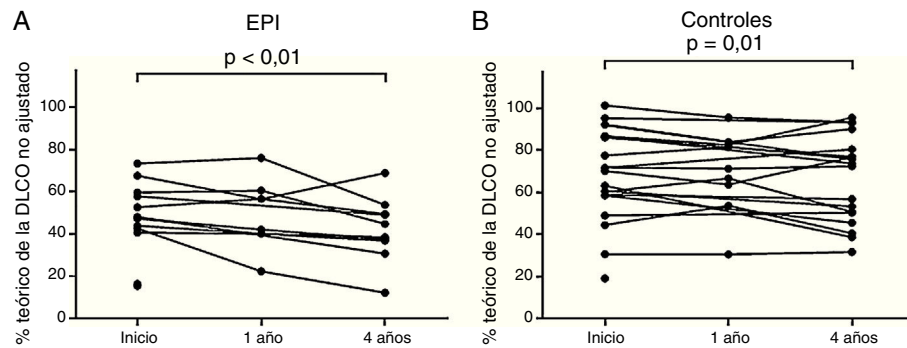 A
EPI
p < 0,01
% teórico de la DLCO no ajustado
100
80
60
40
20
0
Inicio
1 año
4 años
B
Controles
p = 0,01
% teórico de la DLCO no ajustado
100
80
60
40
20
0
Inicio
1 año
4 años